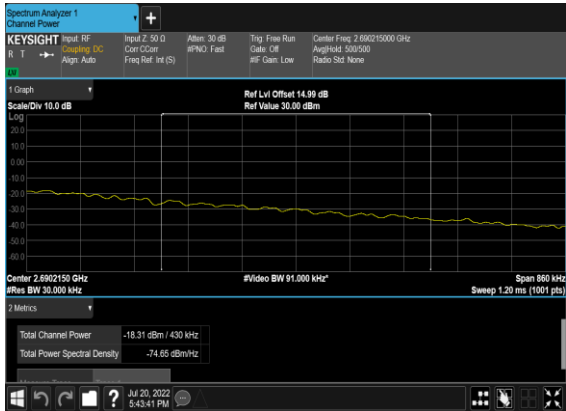 Spectrum Analyzer 1
Channel Power
+
KEYSIGHT Input: RF Input Z: 50 Ω Atten: 30 dB Trig: Free Run Center Freq: 2.690215000 GHz
R T Coupling: DC Corr CCorr #PNO: Fast Gate: Off Avg|Hold: 500/500
Align: Auto Freq Ref: Int (S) #IF Gain: Low Radio Std: None
LXI
1 Graph
Ref Lvl Offset 14.99 dB
Scale/Div 10.0 dB Ref Value 30.00 dBm
Log
20.0
10.0
0.00
-10.0
-20.0
-30.0
-40.0
-50.0
-60.0
Center 2.6902150 GHz #Video BW 91.000 kHz* Span 860 kHz
#Res BW 30.000 kHz Sweep 1.20 ms (1001 pts)
2 Metrics
Total Channel Power -18.31 dBm / 430 kHz
Total Power Spectral Density -74.65 dBm/Hz
?
Jul 20, 2022
5:43:41 PM